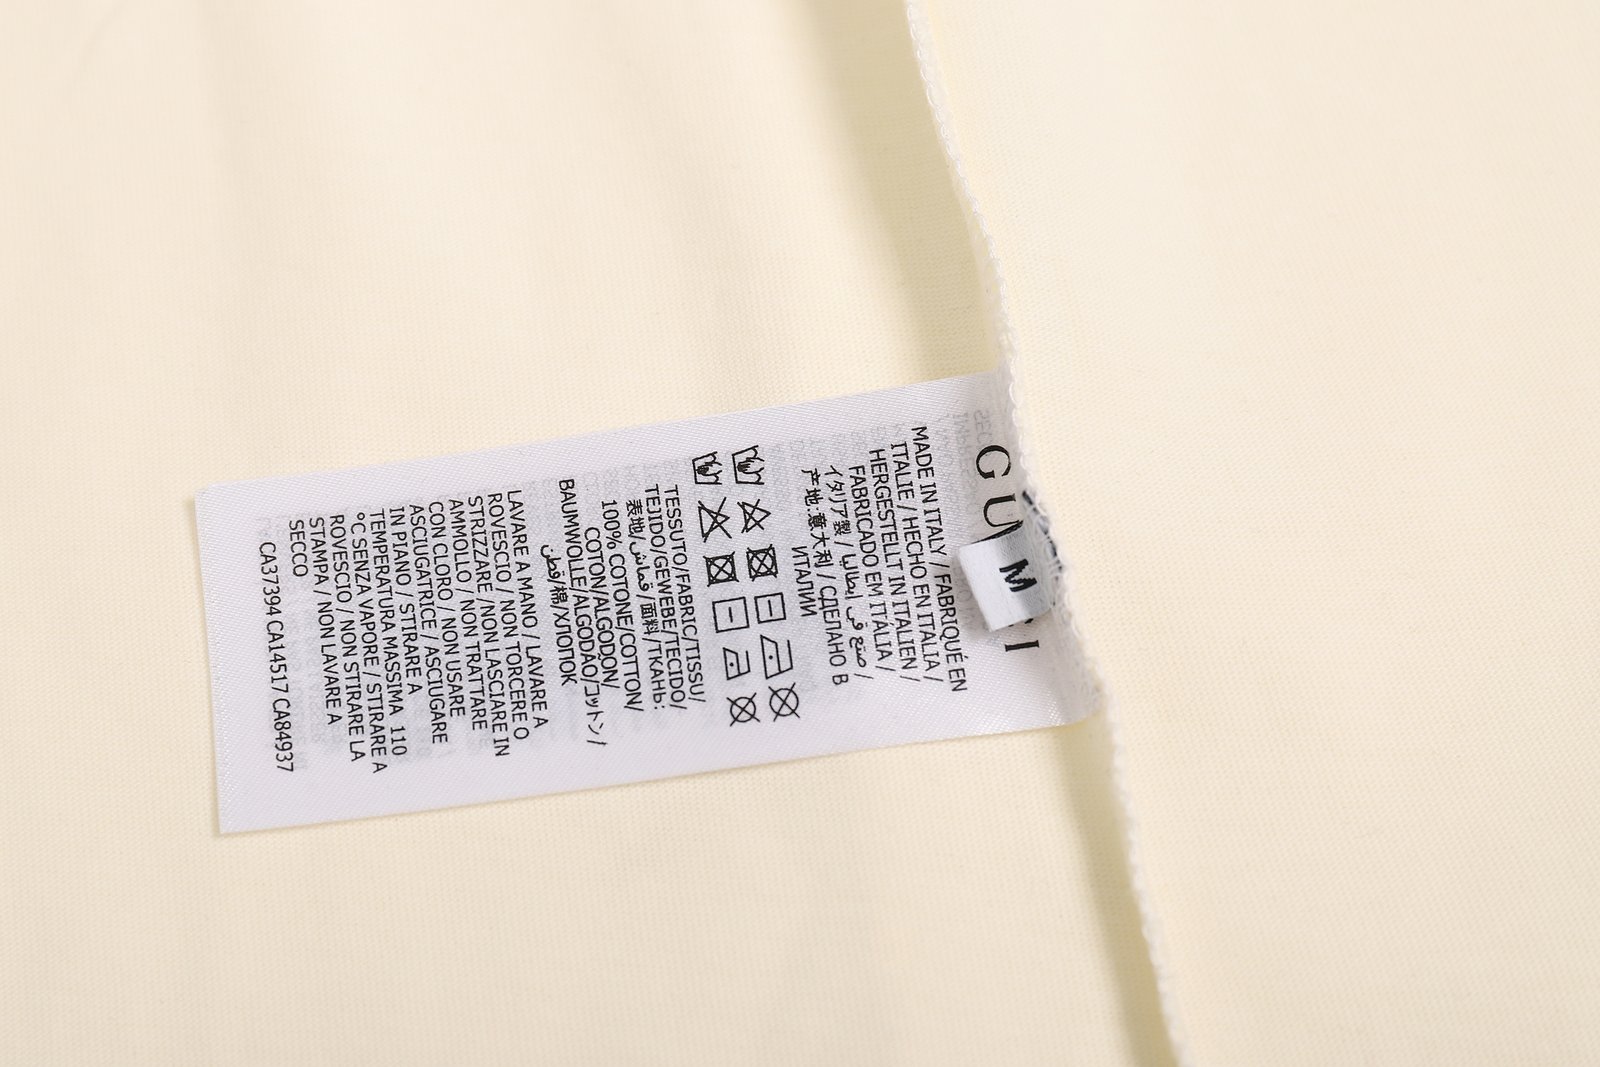 GU
I
M
MADE IN ITALY / FABRIQUÉ EN
ITALIE / HECHO EN ITALIA /
HERGESTELLT IN ITALIEN /
FABRICADO EM ITÁLIA /
イタリア製 / صنع في إيطاليا /
产地:意大利 / СДЕЛАНО В
ИТАЛИИ
TESSUTO/FABRIC/TISSU/
TEJIDO/GEWEBE/TECIDO/
表地/قماش/面料/ТКАНЬ:
100% COTONE/COTTON/
COTON/ALGODÓN/
BAUMWOLLE/ALGODÃO/コットン/
قطن/棉/ХЛОПОК
LAVARE A MANO / LAVARE A
ROVESCIO / NON TORCERE O
STRIZZARE /NON LASCIARE IN
AMMOLLO / NON TRATTARE
CON CLORO / NON USARE
ASCIUGATRICE / ASCIUGARE
IN PIANO / STIRARE A
TEMPERATURA MASSIMA 110
°C SENZA VAPORE / STIRARE A
ROVESCIO / NON STIRARE LA
STAMPA / NON LAVARE A
SECCO
CA37394 CA14517 CA84937